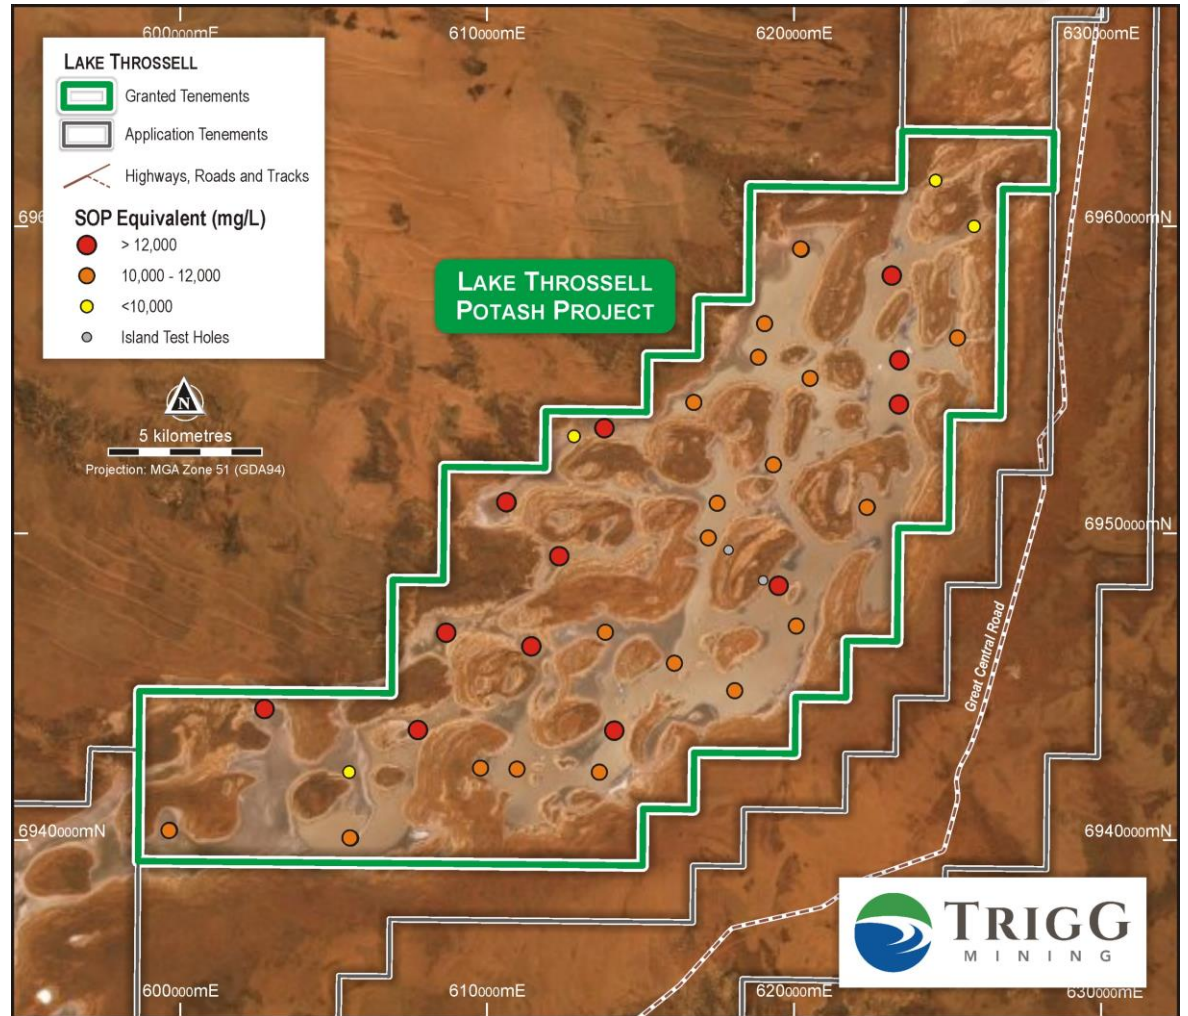 600000mE
610000mE
620000mE
630000mE
LAKE THROSSELL
Granted Tenements
Application Tenements
Highways, Roads and Tracks
SOP Equivalent (mg/L)
> 12,000
10,000 - 12,000
<10,000
Island Test Holes
696
6960000mN
LAKE THROSSELL
POTASH PROJECT
N
5 kilometres
Projection: MGA Zone 51 (GDA94)
6950000mN
Great Central Road
6940000mN
6940000mN
TRIGG
MINING
600000mE
610000mE
620000mE
630000mE